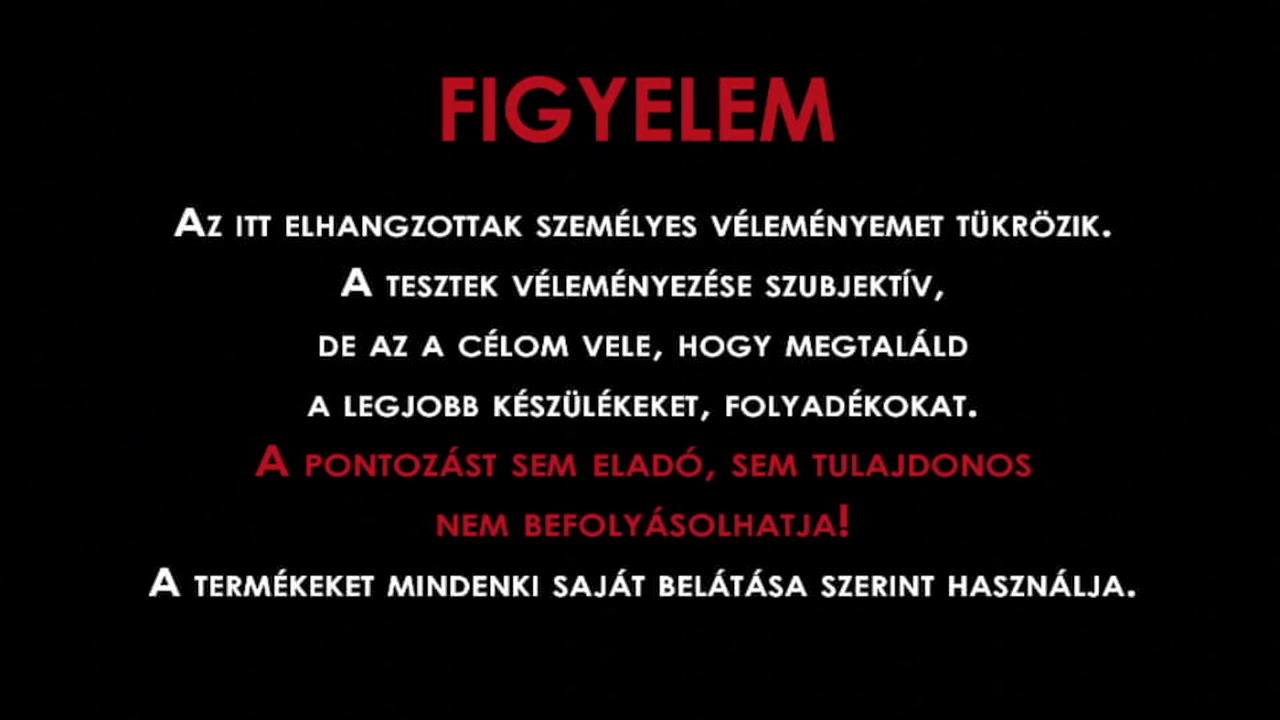 FIGYELEM
Az itt elhangzottak személyes véleményemet tükrözik.
A tesztek véleményezése szubjektív,
de az a célom vele, hogy megtaláld
a legjobb készülékeket, folyadékokat.
A pontozást sem eladó, sem tulajdonos
nem befolyásolhatja!
A termékeket mindenki saját belátása szerint használja.